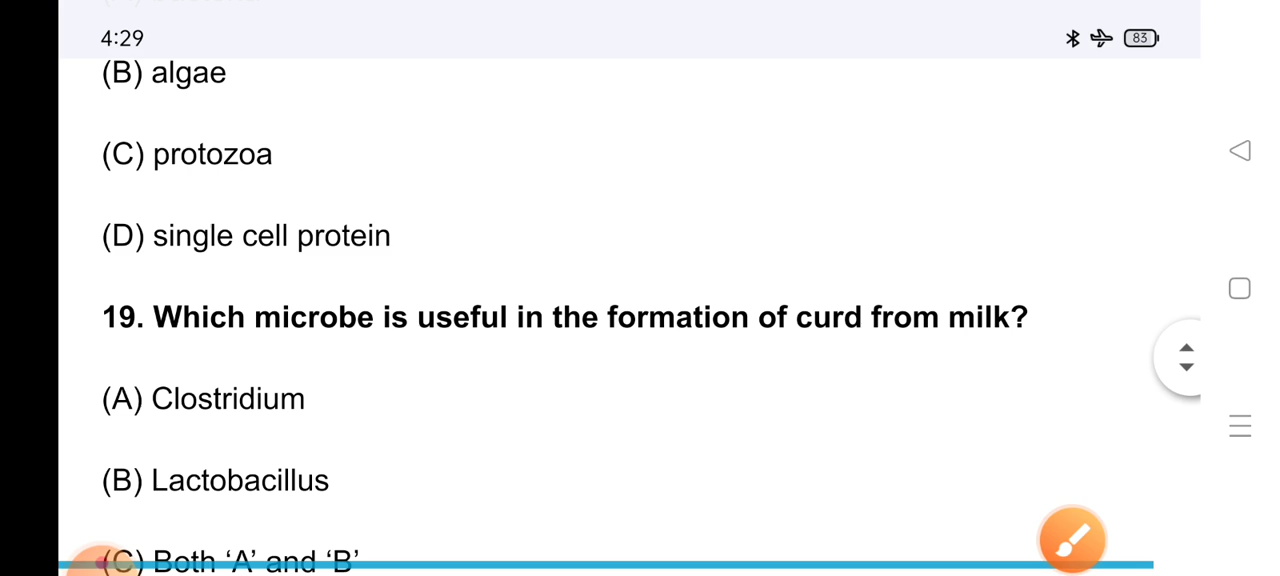 4:29
83
(B) algae
(C) protozoa
(D) single cell protein
19. Which microbe is useful in the formation of curd from milk?
(A) Clostridium
(B) Lactobacillus
(C) Both ‘A’ and ‘B’